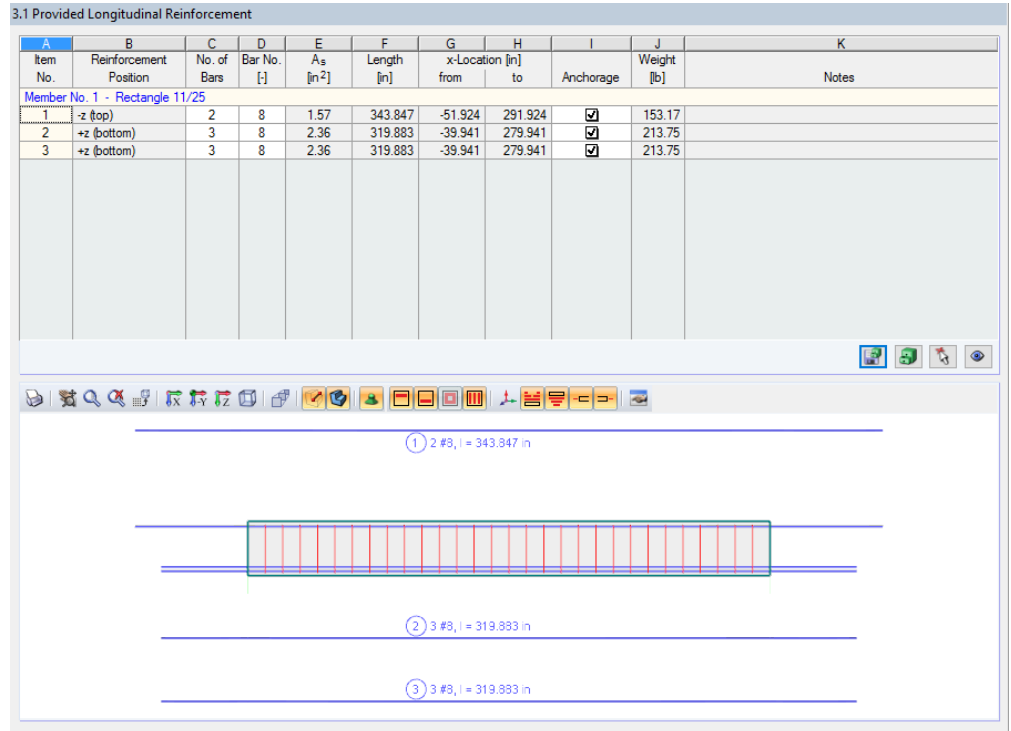 3.1 Provided Longitudinal Reinforcement
A B C D E F G H I J K
Item Reinforcement No. of Bar No. As Length x-Location [in] Weight
No. Position Bars [-] [in2] [in] from to Anchorage [lb] Notes
Member No. 1 - Rectangle 11/25
1 -z (top) 2 8 1.57 343.847 -51.924 291.924 153.17
2 +z (bottom) 3 8 2.36 319.883 -39.941 279.941 213.75
3 +z (bottom) 3 8 2.36 319.883 -39.941 279.941 213.75
X -Y Z
1 2 #8, l = 343.847 in
2 3 #8, l = 319.883 in
3 3 #8, l = 319.883 in